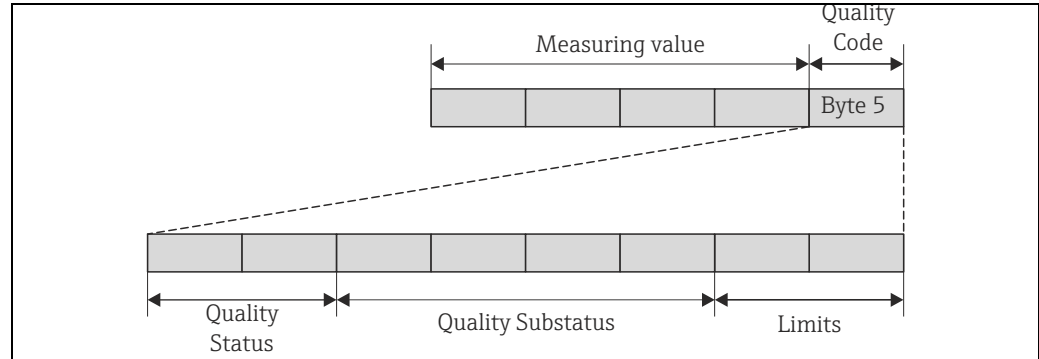 Quality
Code
Measuring value
Byte 5
Quality
Status
Quality Substatus
Limits